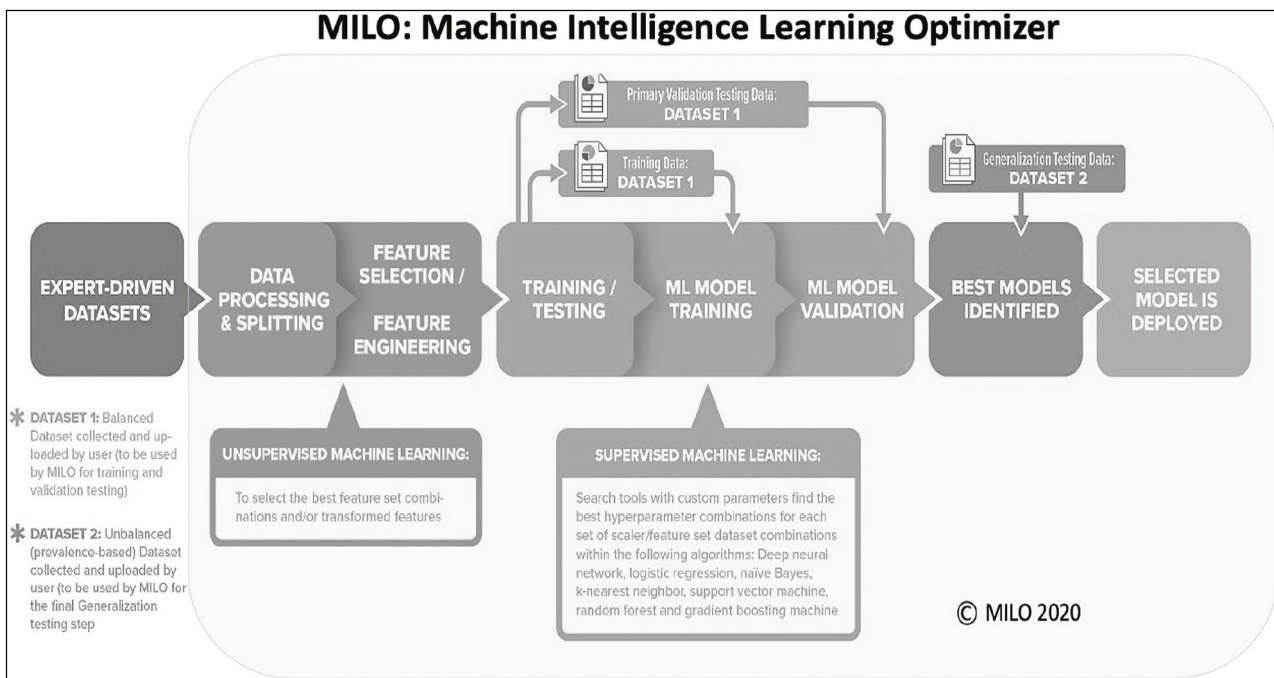 MILO: Machine Intelligence Learning Optimizer
Primary Validation Testing Data:
DATASET 1
Training Data:
DATASET 1
Generalization Testing Data:
DATASET 2
EXPERT-DRIVEN
DATASETS
DATA
PROCESSING
& SPLITTING
FEATURE
SELECTION /
FEATURE
ENGINEERING
TRAINING /
TESTING
ML MODEL
TRAINING
ML MODEL
VALIDATION
BEST MODELS
IDENTIFIED
SELECTED
MODEL IS
DEPLOYED
* DATASET 1: Balanced
Dataset collected and up-
loaded by user (to be used
by MILO for training and
validation testing)
* DATASET 2: Unbalanced
(prevalence-based) Dataset
collected and uploaded by
user (to be used by MILO for
the final Generalization
testing step
UNSUPERVISED MACHINE LEARNING:
To select the best feature set combi-
nations and/or transformed features
SUPERVISED MACHINE LEARNING:
Search tools with custom parameters find the
best hyperparameter combinations for each
set of scaler/feature set dataset combinations
within the following algorithms: Deep neural
network, logistic regression, naïve Bayes,
k-nearest neighbor, support vector machine,
random forest and gradient boosting machine
© MILO 2020